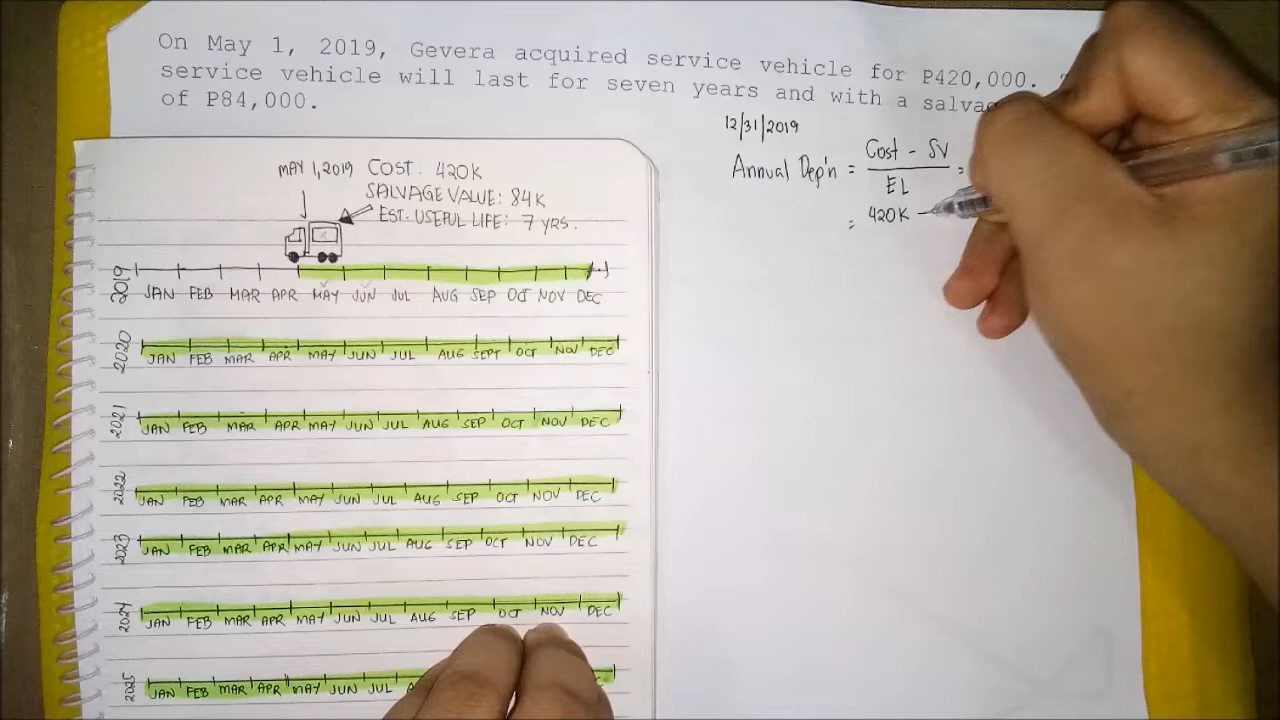 On May 1, 2019, Gevera acquired service vehicle for P420,000.
service vehicle will last for seven years and with a
of P84,000.
12/31/2019
Annual Dep'n = Cost - SV =
EL
= 420K -
MAY 1, 2019 COST: 420K
SALVAGE VALUE: 84K
EST. USEFUL LIFE: 7 YRS.
2019
JAN FEB MAR APR MAY JUN JUL AUG SEP OCT NOV DEC
2020
JAN FEB MAR APR MAY JUN JUL AUG SEPT OCT NOV DEC
2021
JAN FEB MAR APR MAY JUN JUL AUG SEP OCT NOV DEC
2022
JAN FEB MAR APR MAY JUN JUL AUG SEP OCT NOV DEC
2023
JAN FEB MAR APR MAY JUN JUL AUG SEP OCT NOV DEC
2024
JAN FEB MAR APR MAY JUN JUL AUG SEP OCT NOV DEC
2025
JAN FEB MAR APR MAY JUN JUL